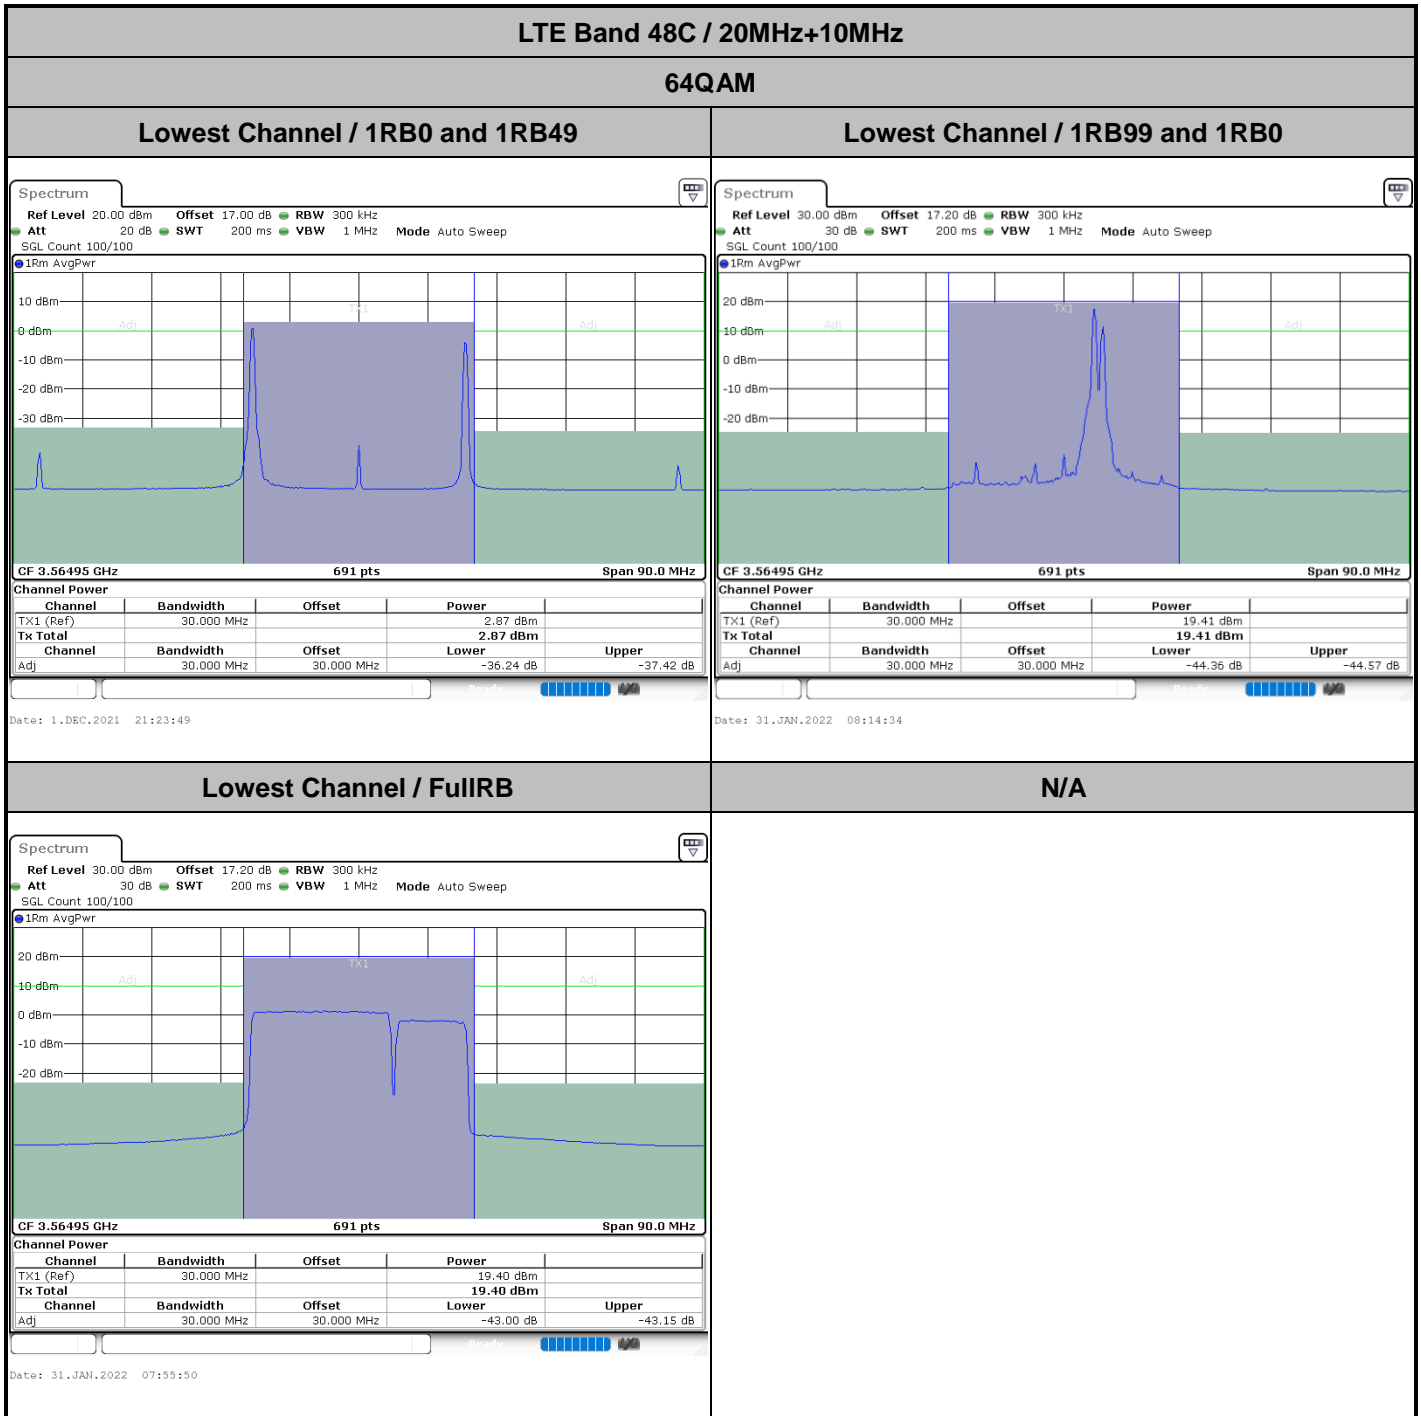 LTE Band 48C / 20MHz+10MHz
64QAM
Lowest Channel / 1RB0 and 1RB49
Lowest Channel / 1RB99 and 1RB0
Spectrum
Ref Level 20.00 dBm Offset 17.00 dB RBW 300 kHz
Att 20 dB SWT 200 ms VBW 1 MHz Mode Auto Sweep
SGL Count 100/100
1Rm AvgPwr
10 dBm
0 dBm
-10 dBm
-20 dBm
-30 dBm
Adj
TX1
Adj
CF 3.56495 GHz 691 pts Span 90.0 MHz
Channel Power
Channel Bandwidth Offset Power
TX1 (Ref) 30.000 MHz 2.87 dBm
Tx Total 2.87 dBm
Channel Bandwidth Offset Lower Upper
Adj 30.000 MHz 30.000 MHz -36.24 dB -37.42 dB
Ready
Date: 1.DEC.2021 21:23:49
Spectrum
Ref Level 30.00 dBm Offset 17.20 dB RBW 300 kHz
Att 30 dB SWT 200 ms VBW 1 MHz Mode Auto Sweep
SGL Count 100/100
1Rm AvgPwr
20 dBm
10 dBm
0 dBm
-10 dBm
-20 dBm
Adj
TX1
Adj
CF 3.56495 GHz 691 pts Span 90.0 MHz
Channel Power
Channel Bandwidth Offset Power
TX1 (Ref) 30.000 MHz 19.41 dBm
Tx Total 19.41 dBm
Channel Bandwidth Offset Lower Upper
Adj 30.000 MHz 30.000 MHz -44.36 dB -44.57 dB
Ready
Date: 31.JAN.2022 08:14:34
Lowest Channel / FullRB
N/A
Spectrum
Ref Level 30.00 dBm Offset 17.20 dB RBW 300 kHz
Att 30 dB SWT 200 ms VBW 1 MHz Mode Auto Sweep
SGL Count 100/100
1Rm AvgPwr
20 dBm
10 dBm
0 dBm
-10 dBm
-20 dBm
Adj
TX1
Adj
CF 3.56495 GHz 691 pts Span 90.0 MHz
Channel Power
Channel Bandwidth Offset Power
TX1 (Ref) 30.000 MHz 19.40 dBm
Tx Total 19.40 dBm
Channel Bandwidth Offset Lower Upper
Adj 30.000 MHz 30.000 MHz -43.00 dB -43.15 dB
Ready
Date: 31.JAN.2022 07:55:50